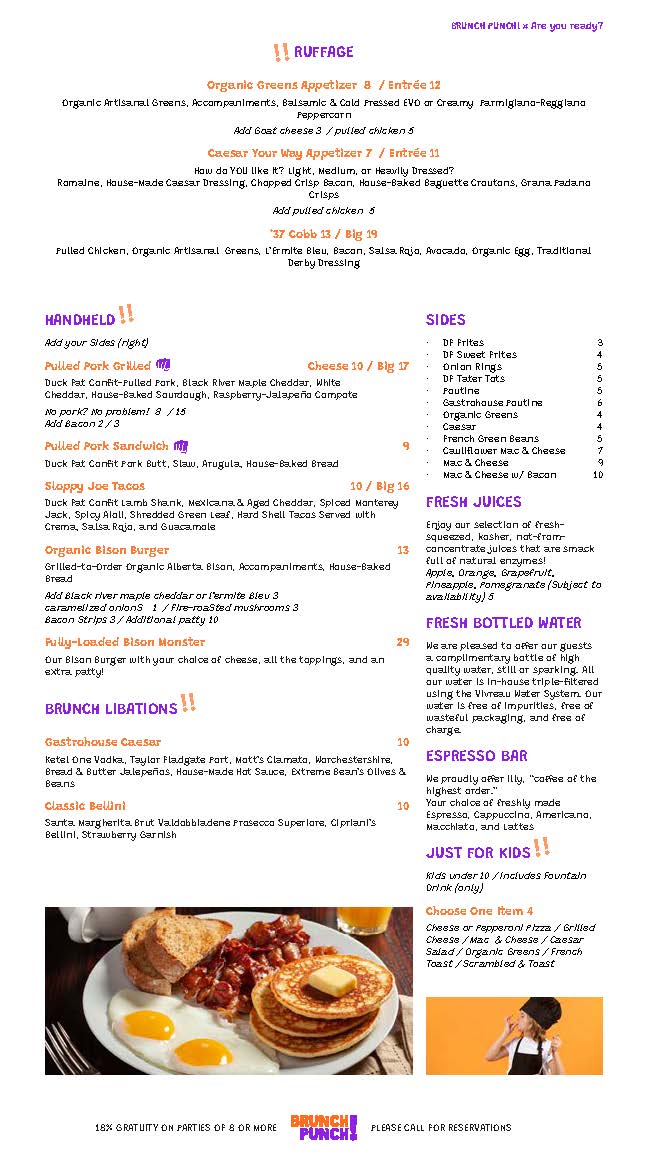 BRUNCH PUNCH! x Are you ready?
!! RUFFAGE
Organic Greens Appetizer 8 / Entrée 12
Organic Artisanal Greens, Accompaniments, Balsamic & Cold Pressed EVO or Creamy Parmigiano-Reggiano
Peppercorn
Add Goat cheese 3 / pulled chicken 5
Caesar Your Way Appetizer 7 / Entrée 11
How do YOU like it? Light, Medium, or Heavily Dressed?
Romaine, House-Made Caesar Dressing, Chopped Crisp Bacon, House-Baked Baguette Croutons, Grana Padano
Crisps
Add pulled chicken 5
'37 Cobb 13 / Big 19
Pulled Chicken, Organic Artisanal Greens, L'Ermite Bleu, Bacon, Salsa Roja, Avocado, Organic Egg, Traditional
Derby Dressing
HANDHELD !!
Add your Sides (right)
Pulled Pork Grilled Cheese 10 / Big 17
Duck Fat Confit-Pulled Pork, Black River Maple Cheddar, White
Cheddar, House-Baked Sourdough, Raspberry-Jalapeño Compote
No pork? No problem! 8 / 15
Add Bacon 2 / 3
Pulled Pork Sandwich 9
Duck Fat Confit Pork Butt, Slaw, Arugula, House-Baked Bread
Sloppy Joe Tacos 10 / Big 16
Duck Fat Confit Lamb Shank, Mexicana & Aged Cheddar, Spiced Monterey
Jack, Spicy Aioli, Shredded Green Leaf, Hard Shell Tacos Served with
Crema, Salsa Roja, and Guacamole
Organic Bison Burger 13
Grilled-to-Order Organic Alberta Bison, Accompaniments, House-Baked
Bread
Add Black river maple cheddar or l'ermite bleu 3
caramelized onionS 1 / Fire-roaSted mushrooms 3
Bacon Strips 3 / Additional patty 10
Fully-Loaded Bison Monster 29
Our Bison Burger with your choice of cheese, all the toppings, and an
extra patty!
BRUNCH LIBATIONS !!
Gastrohouse Caesar 10
Ketel One Vodka, Taylor Fladgate Port, Mott's Clamato, Worchestershire,
Bread & Butter Jalepeños, House-Made Hot Sauce, Extreme Bean's Olives &
Beans
Classic Bellini 10
Santa Margherita Brut Valdobbiadene Prosecco Superiore, Cipriani's
Bellini, Strawberry Garnish
SIDES
· DF Frites 3
· DF Sweet Frites 4
· Onion Rings 5
· DF Tater Tots 5
· Poutine 5
· Gastrohouse Poutine 6
· Organic Greens 4
· Caesar 4
· French Green Beans 5
· Cauliflower Mac & Cheese 7
· Mac & Cheese 9
· Mac & Cheese w/ Bacon 10
FRESH JUICES
Enjoy our selection of fresh-
squeezed, kosher, not-from-
concentrate juices that are smack
full of natural enzymes!
Apple, Orange, Grapefruit,
Pineapple, Pomegranate (Subject to
availability) 5
FRESH BOTTLED WATER
We are pleased to offer our guests
a complimentary bottle of high
quality water, still or sparking. All
our water is in-house triple-filtered
using the Vivreau Water System. Our
water is free of impurities, free of
wasteful packaging, and free of
charge.
ESPRESSO BAR
We proudly offer illy, "coffee of the
highest order."
Your choice of freshly made
Espresso, Cappuccino, Americano,
Macchiato, and Lattes
JUST FOR KIDS !!
Kids under 10 / Includes Fountain
Drink (only)
Choose One Item 4
Cheese or Pepperoni Pizza / Grilled
Cheese / Mac & Cheese / Caesar
Salad / Organic Greens / French
Toast / Scrambled & Toast
18% GRATUITY ON PARTIES OF 8 OR MORE BRUNCH PUNCH! PLEASE CALL FOR RESERVATIONS